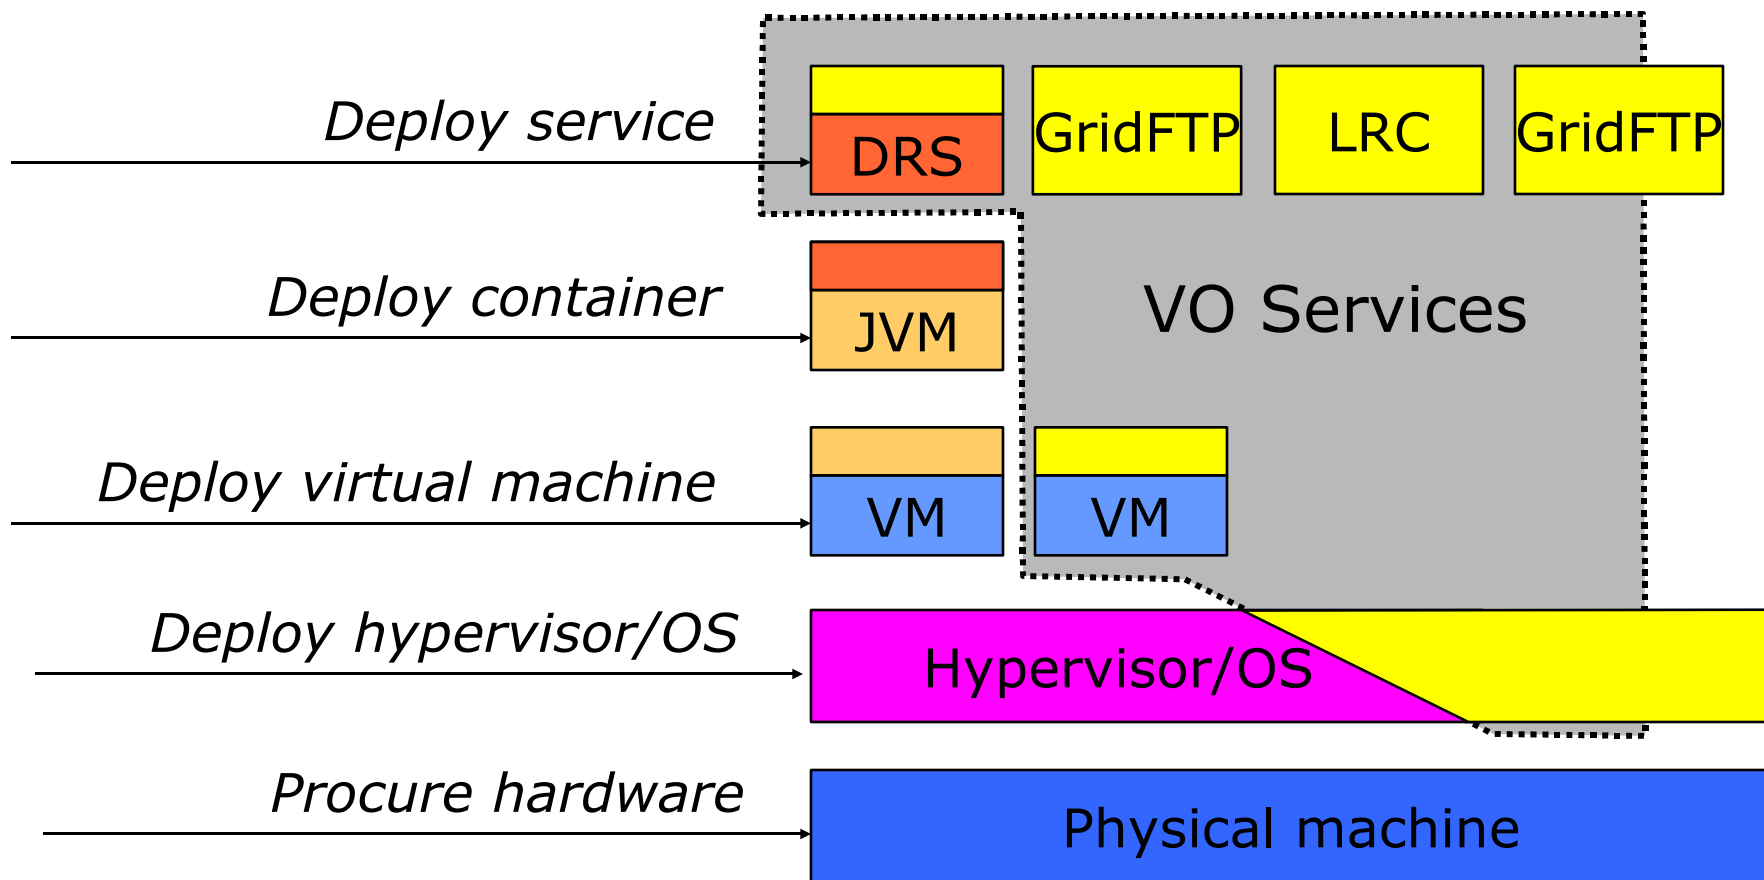 Deploy service
DRS
GridFTP
LRC
GridFTP
Deploy container
JVM
VO Services
Deploy virtual machine
VM
VM
Deploy hypervisor/OS
Hypervisor/OS
Procure hardware
Physical machine